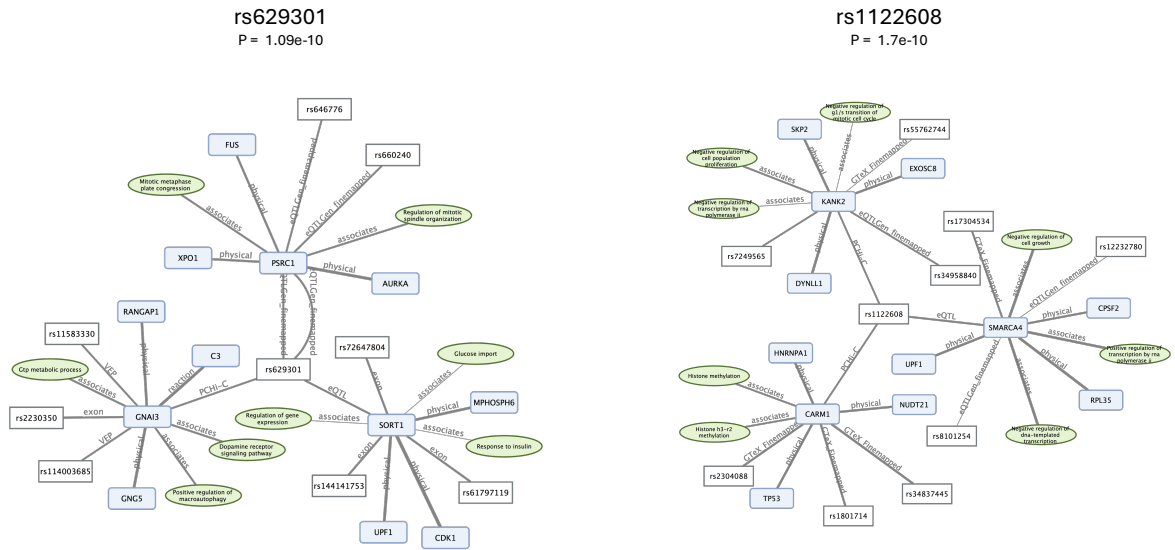 rs629301
P = 1.09e-10
rs646776
FUS
rs660240
Mitotic metaphase
plate congression
physical
eQTLGen_finemapped
eQTLGen_finemapped
associates
associates
Regulation of mitotic
spindle organization
XPO1
physical
PSRC1
physical
AURKA
QTLGen_finemapped
QTLGen_finemapped
RANGAP1
rs11583330
C3
rs72647804
Glucose import
VEP
physical
reaction
Gtp metabolic process
associates
PCHi-C
rs629301
exon
eQTL
associates
MPHOSPH6
rs2230350
exon
GNAI3
Regulation of gene
expression
associates
SORT1
physical
associates
Response to insulin
VEP
associates
Dopamine receptor
signaling pathway
rs114003685
physical
associates
exon
exon
rs144141753
physical
physical
rs61797119
GNG5
Positive regulation of
macroautophagy
UPF1
CDK1
rs1122608
P = 1.7e-10
Negative regulation of
g1/s transition of
mitotic cell cycle
SKP2
rs55762744
Negative regulation of
cell population
proliferation
physical
associates
GTeX_Finemapped
EXOSC8
associates
physical
Negative regulation of
transcription by rna
polymerase ii
associates
KANK2
rs7249565
physical
PCHi-C
eQTLGen_finemapped
rs17304534
Negative regulation of
cell growth
rs12232780
DYNLL1
rs34958840
GTeX_Finemapped
associates
eQTLGen_finemapped
rs1122608
eQTL
SMARCA4
physical
CPSF2
associates
Positive regulation of
transcription by rna
polymerase ii
HNRNPA1
PCHi-C
UPF1
physical
physical
RPL35
Histone methylation
physical
associates
eQTLGen_finemapped
associates
NUDT21
physical
CARM1
associates
Histone h3-r2
methylation
rs8101254
Negative regulation of
dna-templated
transcription
GTeX_Finemapped
physical
GTeX_Finemapped
GTeX_Finemapped
rs2304088
TP53
rs1801714
rs34837445